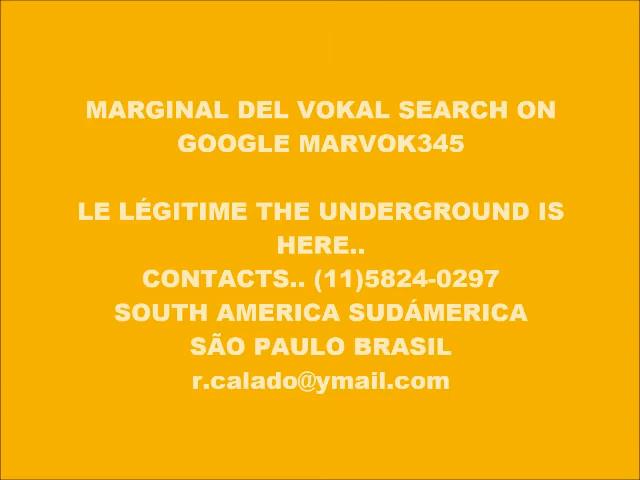 MARGINAL DEL VOKAL SEARCH ON
GOOGLE MARVOK345
LE LÉGITIME THE UNDERGROUND IS
HERE..
CONTACTS.. (11)5824-0297
SOUTH AMERICA SUDÁMERICA
SÃO PAULO BRASIL
r.calado@ymail.com